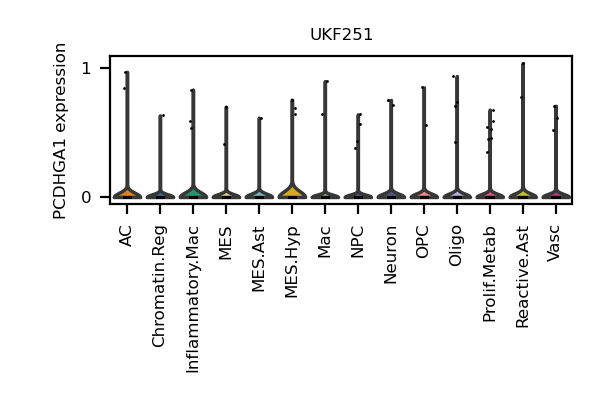 UKF251
PCDHGA1 expression
1
0
AC
Chromatin.Reg
Inflammatory.Mac
MES
MES.Ast
MES.Hyp
Mac
NPC
Neuron
OPC
Oligo
Prolif.Metab
Reactive.Ast
Vasc